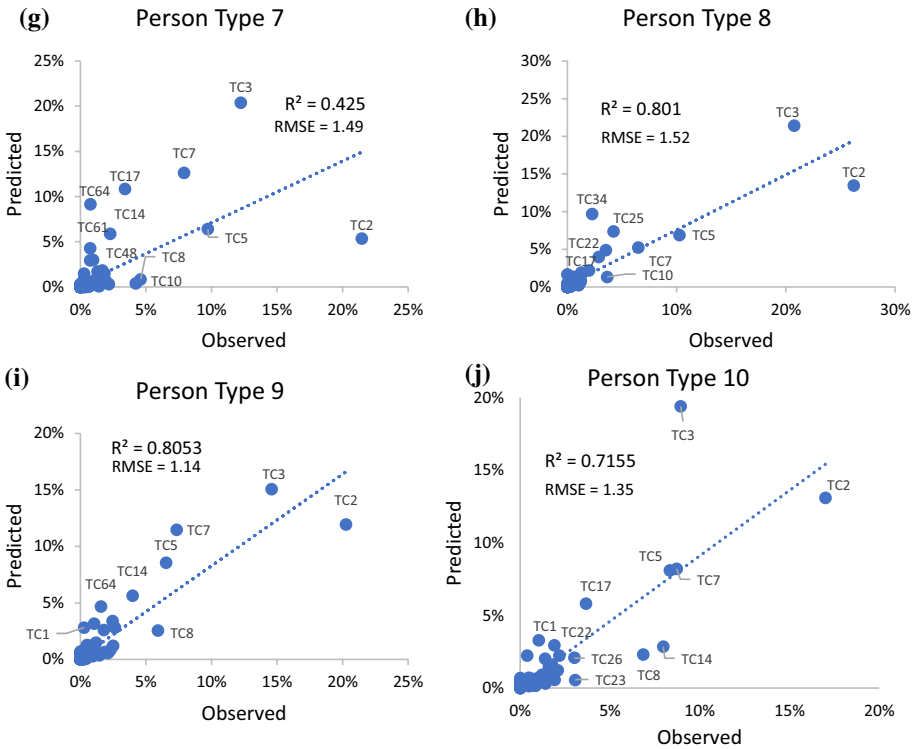 (g) Person Type 7
25%
20%
15%
10%
5%
0%
Predicted
TC3
R² = 0.425
RMSE = 1.49
TC7
TC17
TC64
TC14
TC61
TC48
TC8
TC5
TC2
TC10
0% 5% 10% 15% 20% 25%
Observed
(h) Person Type 8
30%
25%
20%
15%
10%
5%
0%
Predicted
R² = 0.801
RMSE = 1.52
TC3
TC2
TC34
TC25
TC22
TC5
TC17
TC7
TC10
0% 10% 20% 30%
Observed
(i) Person Type 9
20%
15%
10%
5%
0%
Predicted
R² = 0.8053
RMSE = 1.14
TC3
TC2
TC7
TC5
TC14
TC64
TC1
TC8
0% 5% 10% 15% 20% 25%
Observed
(j) Person Type 10
20%
15%
10%
5%
0%
Predicted
TC3
R² = 0.7155
RMSE = 1.35
TC2
TC5
TC7
TC17
TC1
TC22
TC26
TC14
TC8
TC23
0% 5% 10% 15% 20%
Observed